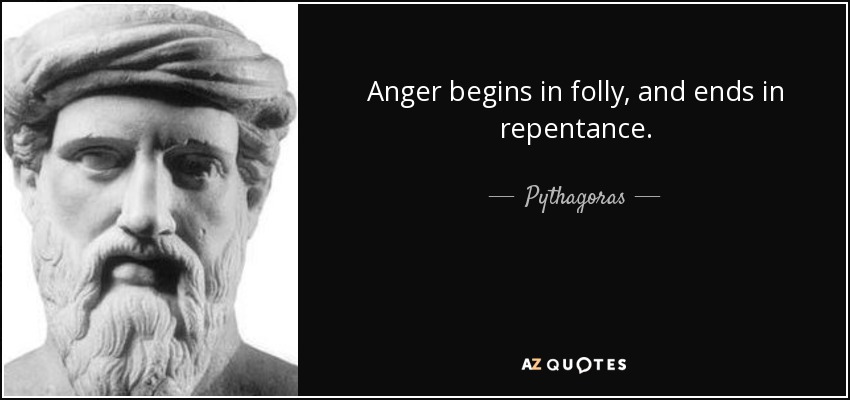 Anger begins in folly, and ends in
repentance.
Pythagoras
AZ QUOTES